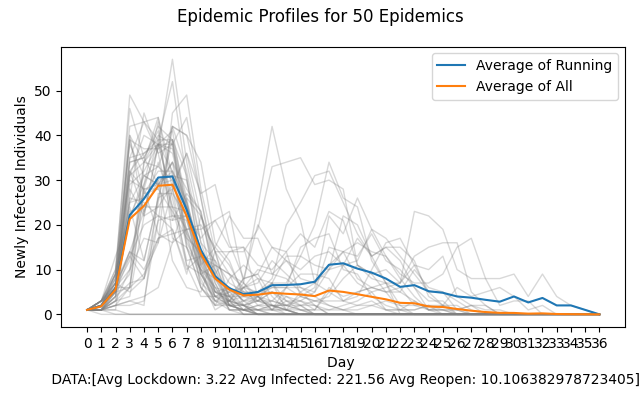 Epidemic Profiles for 50 Epidemics
Average of Running
Average of All
Newly Infected Individuals
50
40
30
20
10
0
0 1 2 3 4 5 6 7 8 9 10 11 12 13 14 15 16 17 18 19 20 21 22 23 24 25 26 27 28 29 30 31 32 33 34 35 36
Day
DATA:[Avg Lockdown: 3.22 Avg Infected: 221.56 Avg Reopen: 10.106382978723405]